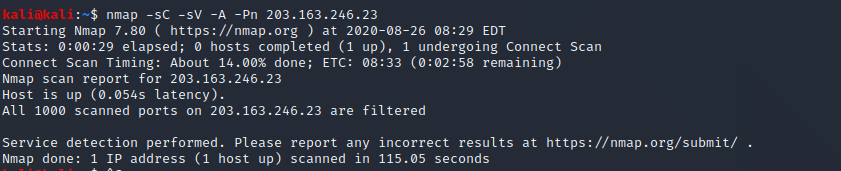 kali@kali:~$ nmap -sC -sV -A -Pn 203.163.246.23
Starting Nmap 7.80 ( https://nmap.org ) at 2020-08-26 08:29 EDT
Stats: 0:00:29 elapsed; 0 hosts completed (1 up), 1 undergoing Connect Scan
Connect Scan Timing: About 14.00% done; ETC: 08:33 (0:02:58 remaining)
Nmap scan report for 203.163.246.23
Host is up (0.054s latency).
All 1000 scanned ports on 203.163.246.23 are filtered
Service detection performed. Please report any incorrect results at https://nmap.org/submit/ .
Nmap done: 1 IP address (1 host up) scanned in 115.05 seconds